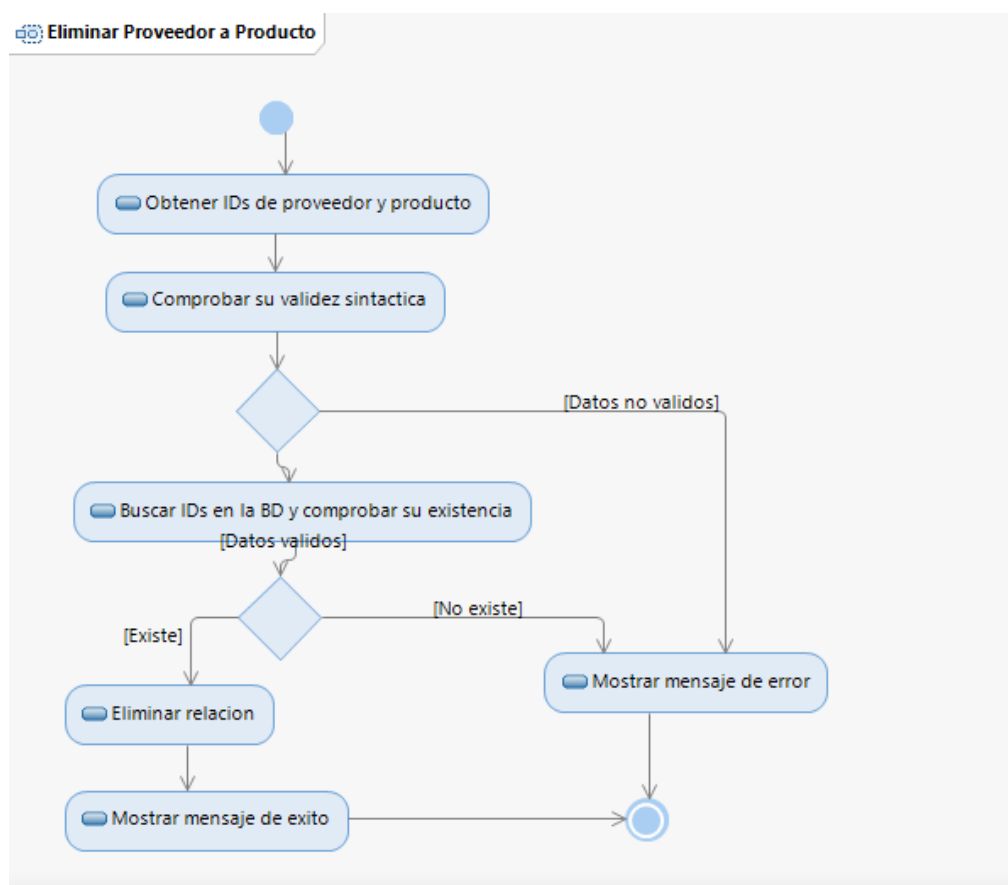 Eliminar Proveedor a Producto
Obtener IDs de proveedor y producto
Comprobar su validez sintactica
[Datos no validos]
Buscar IDs en la BD y comprobar su existencia
[Datos validos]
[No existe]
[Existe]
Mostrar mensaje de error
Eliminar relacion
Mostrar mensaje de exito